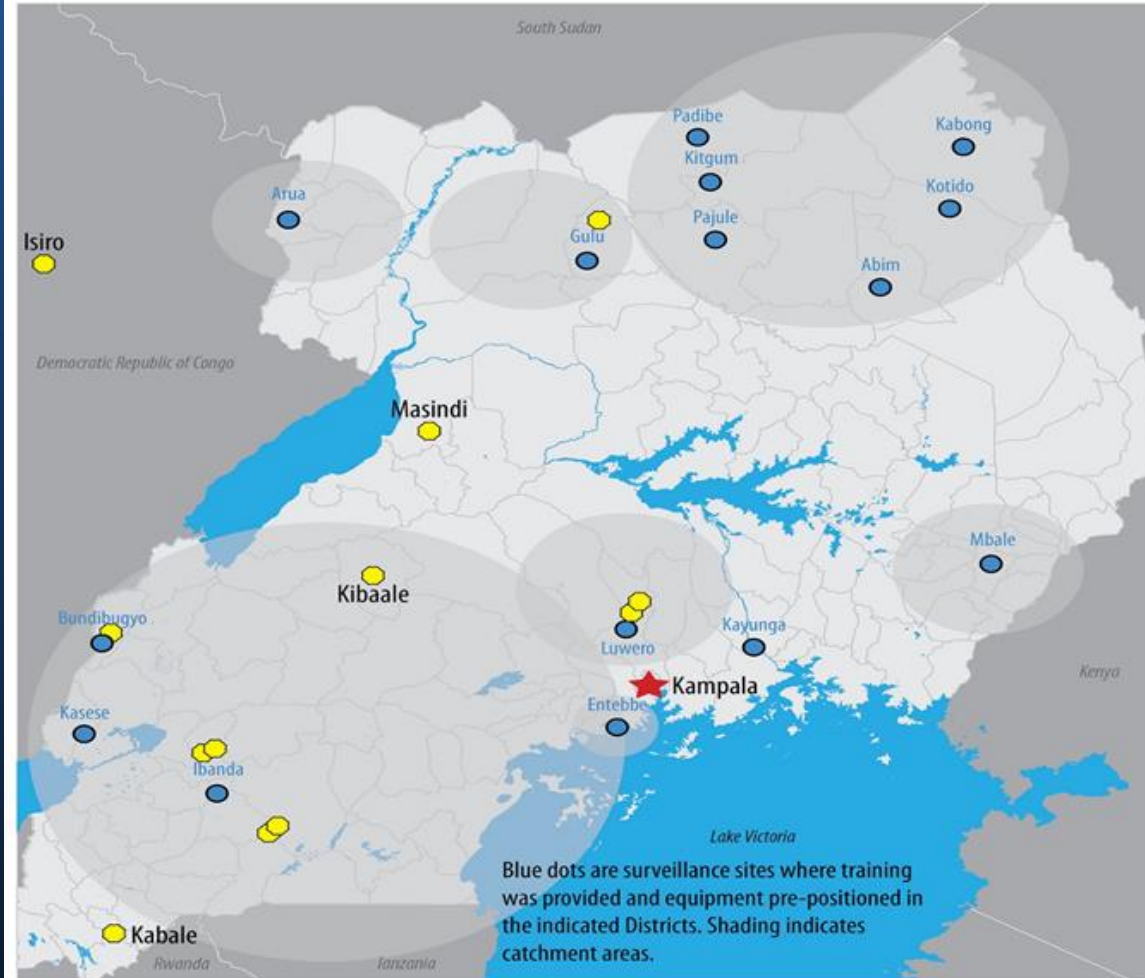 South Sudan
Padibe
Kabong
Kitgum
Arua
Kotido
Pajule
Gulu
Isiro
Abim
Democratic Republic of Congo
Masindi
Mbale
Kibaale
Bundibugyo
Kayunga
Luwero
Kenya
Kampala
Entebbe
Kasese
Ibanda
Lake Victoria
Blue dots are surveillance sites where training
was provided and equipment pre-positioned in
the indicated Districts. Shading indicates
catchment areas.
Kabale
Rwanda
Tanzania